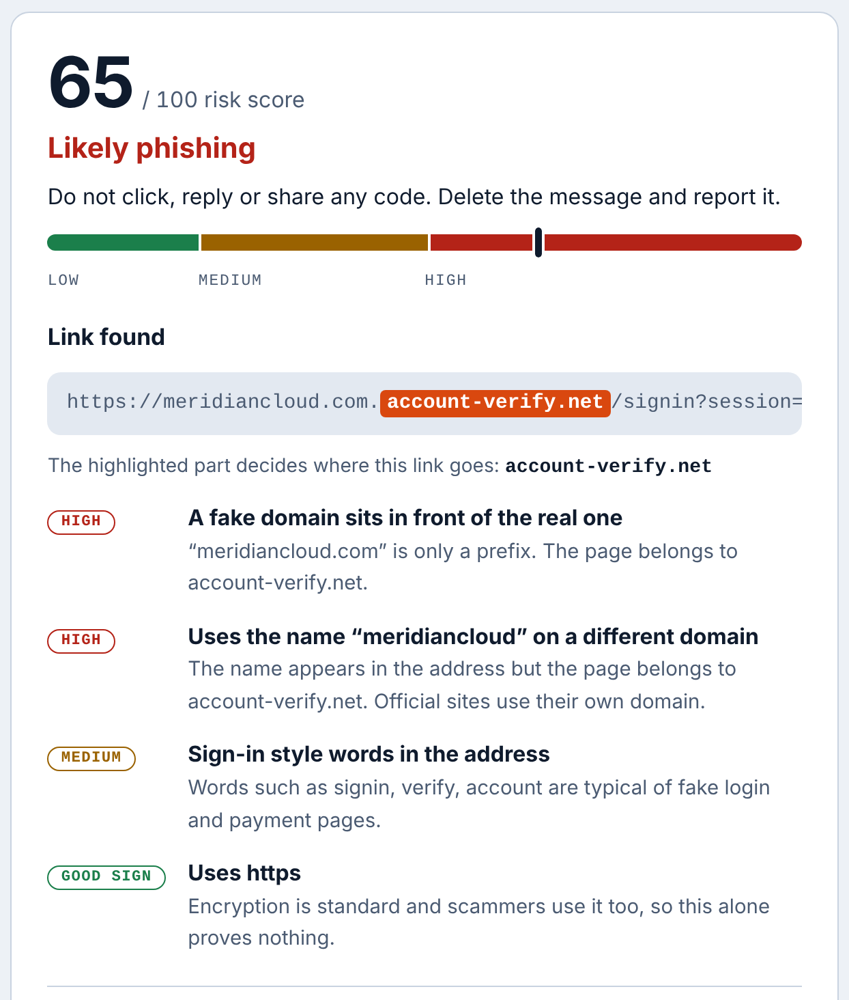 65 / 100 risk score
Likely phishing
Do not click, reply or share any code. Delete the message and report it.
LOW MEDIUM HIGH
Link found
https://meridiancloud.com.account-verify.net/signin?session=
The highlighted part decides where this link goes: account-verify.net
HIGH A fake domain sits in front of the real one
“meridiancloud.com” is only a prefix. The page belongs to
account-verify.net.
HIGH Uses the name “meridiancloud” on a different domain
The name appears in the address but the page belongs to
account-verify.net. Official sites use their own domain.
MEDIUM Sign-in style words in the address
Words such as signin, verify, account are typical of fake login
and payment pages.
GOOD SIGN Uses https
Encryption is standard and scammers use it too, so this alone
proves nothing.